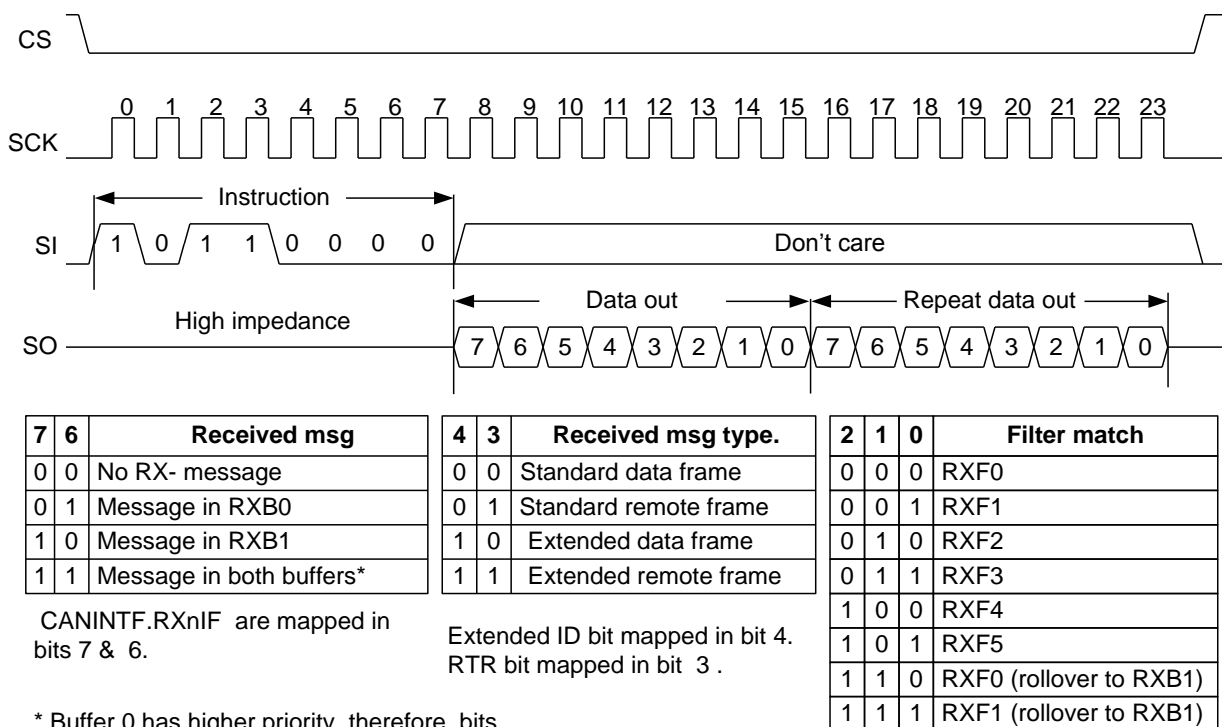 CS
0 1 2 3 4 5 6 7 8 9 10 11 12 13 14 15 16 17 18 19 20 21 22 23
SCK
Instruction
SI 1 0 1 1 0 0 0 0 Don't care
Data out Repeat data out
High impedance
SO 7 6 5 4 3 2 1 0 7 6 5 4 3 2 1 0
7 6 Received msg
0 0 No RX- message
0 1 Message in RXB0
1 0 Message in RXB1
1 1 Message in both buffers*
CANINTF.RXnIF are mapped in
bits 7 & 6.
* Buffer 0 has higher priority, therefore, bits
4 3 Received msg type.
0 0 Standard data frame
0 1 Standard remote frame
1 0 Extended data frame
1 1 Extended remote frame
Extended ID bit mapped in bit 4.
RTR bit mapped in bit 3 .
2 1 0 Filter match
0 0 0 RXF0
0 0 1 RXF1
0 1 0 RXF2
0 1 1 RXF3
1 0 0 RXF4
1 0 1 RXF5
1 1 0 RXF0 (rollover to RXB1)
1 1 1 RXF1 (rollover to RXB1)